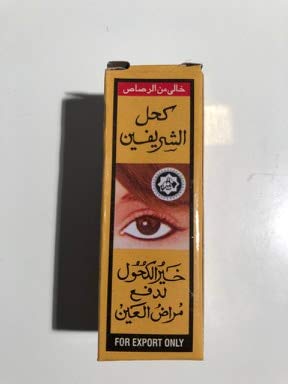 خالي من الرصاص
كحل
الشريفين
خير الكحول
لدفع
مراض العين
FOR EXPORT ONLY